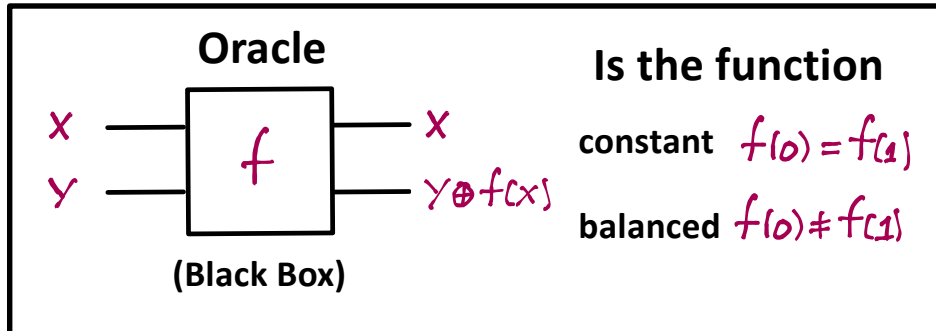 Oracle
x x
f
y y⊕f(x)
(Black Box)
Is the function
constant f(0)=f(1)
balanced f(0)≠f(1)